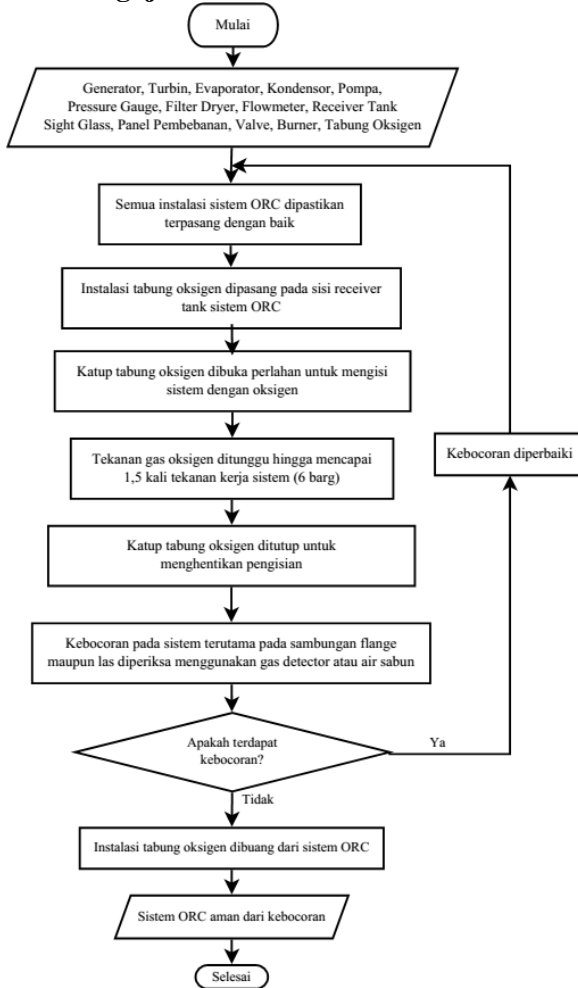 Mulai
Generator, Turbin, Evaporator, Kondensor, Pompa,
Pressure Gauge, Filter Dryer, Flowmeter, Receiver Tank
Sight Glass, Panel Pembebanan, Valve, Burner, Tabung Oksigen
Semua instalasi sistem ORC dipastikan
terpasang dengan baik
Instalasi tabung oksigen dipasang pada sisi receiver
tank sistem ORC
Katup tabung oksigen dibuka perlahan untuk mengisi
sistem dengan oksigen
Tekanan gas oksigen ditunggu hingga mencapai
1,5 kali tekanan kerja sistem (6 barg)
Kebocoran diperbaiki
Katup tabung oksigen ditutup untuk
menghentikan pengisian
Kebocoran pada sistem terutama pada sambungan flange
maupun las diperiksa menggunakan gas detector atau air sabun
Apakah terdapat
kebocoran?
Ya
Tidak
Instalasi tabung oksigen dibuang dari sistem ORC
Sistem ORC aman dari kebocoran
Selesai